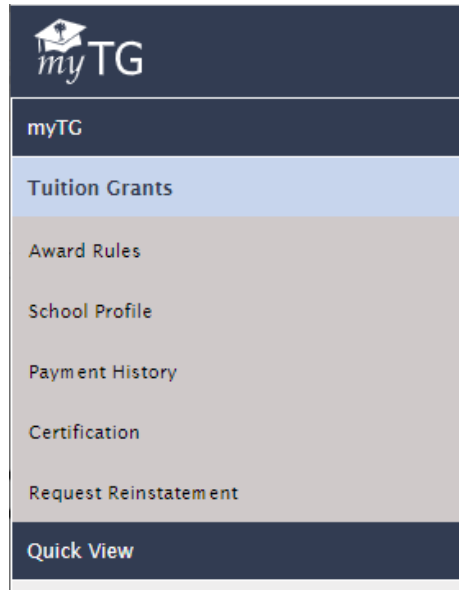 myTG
myTG
Tuition Grants
Award Rules
School Profile
Payment History
Certification
Request Reinstatement
Quick View